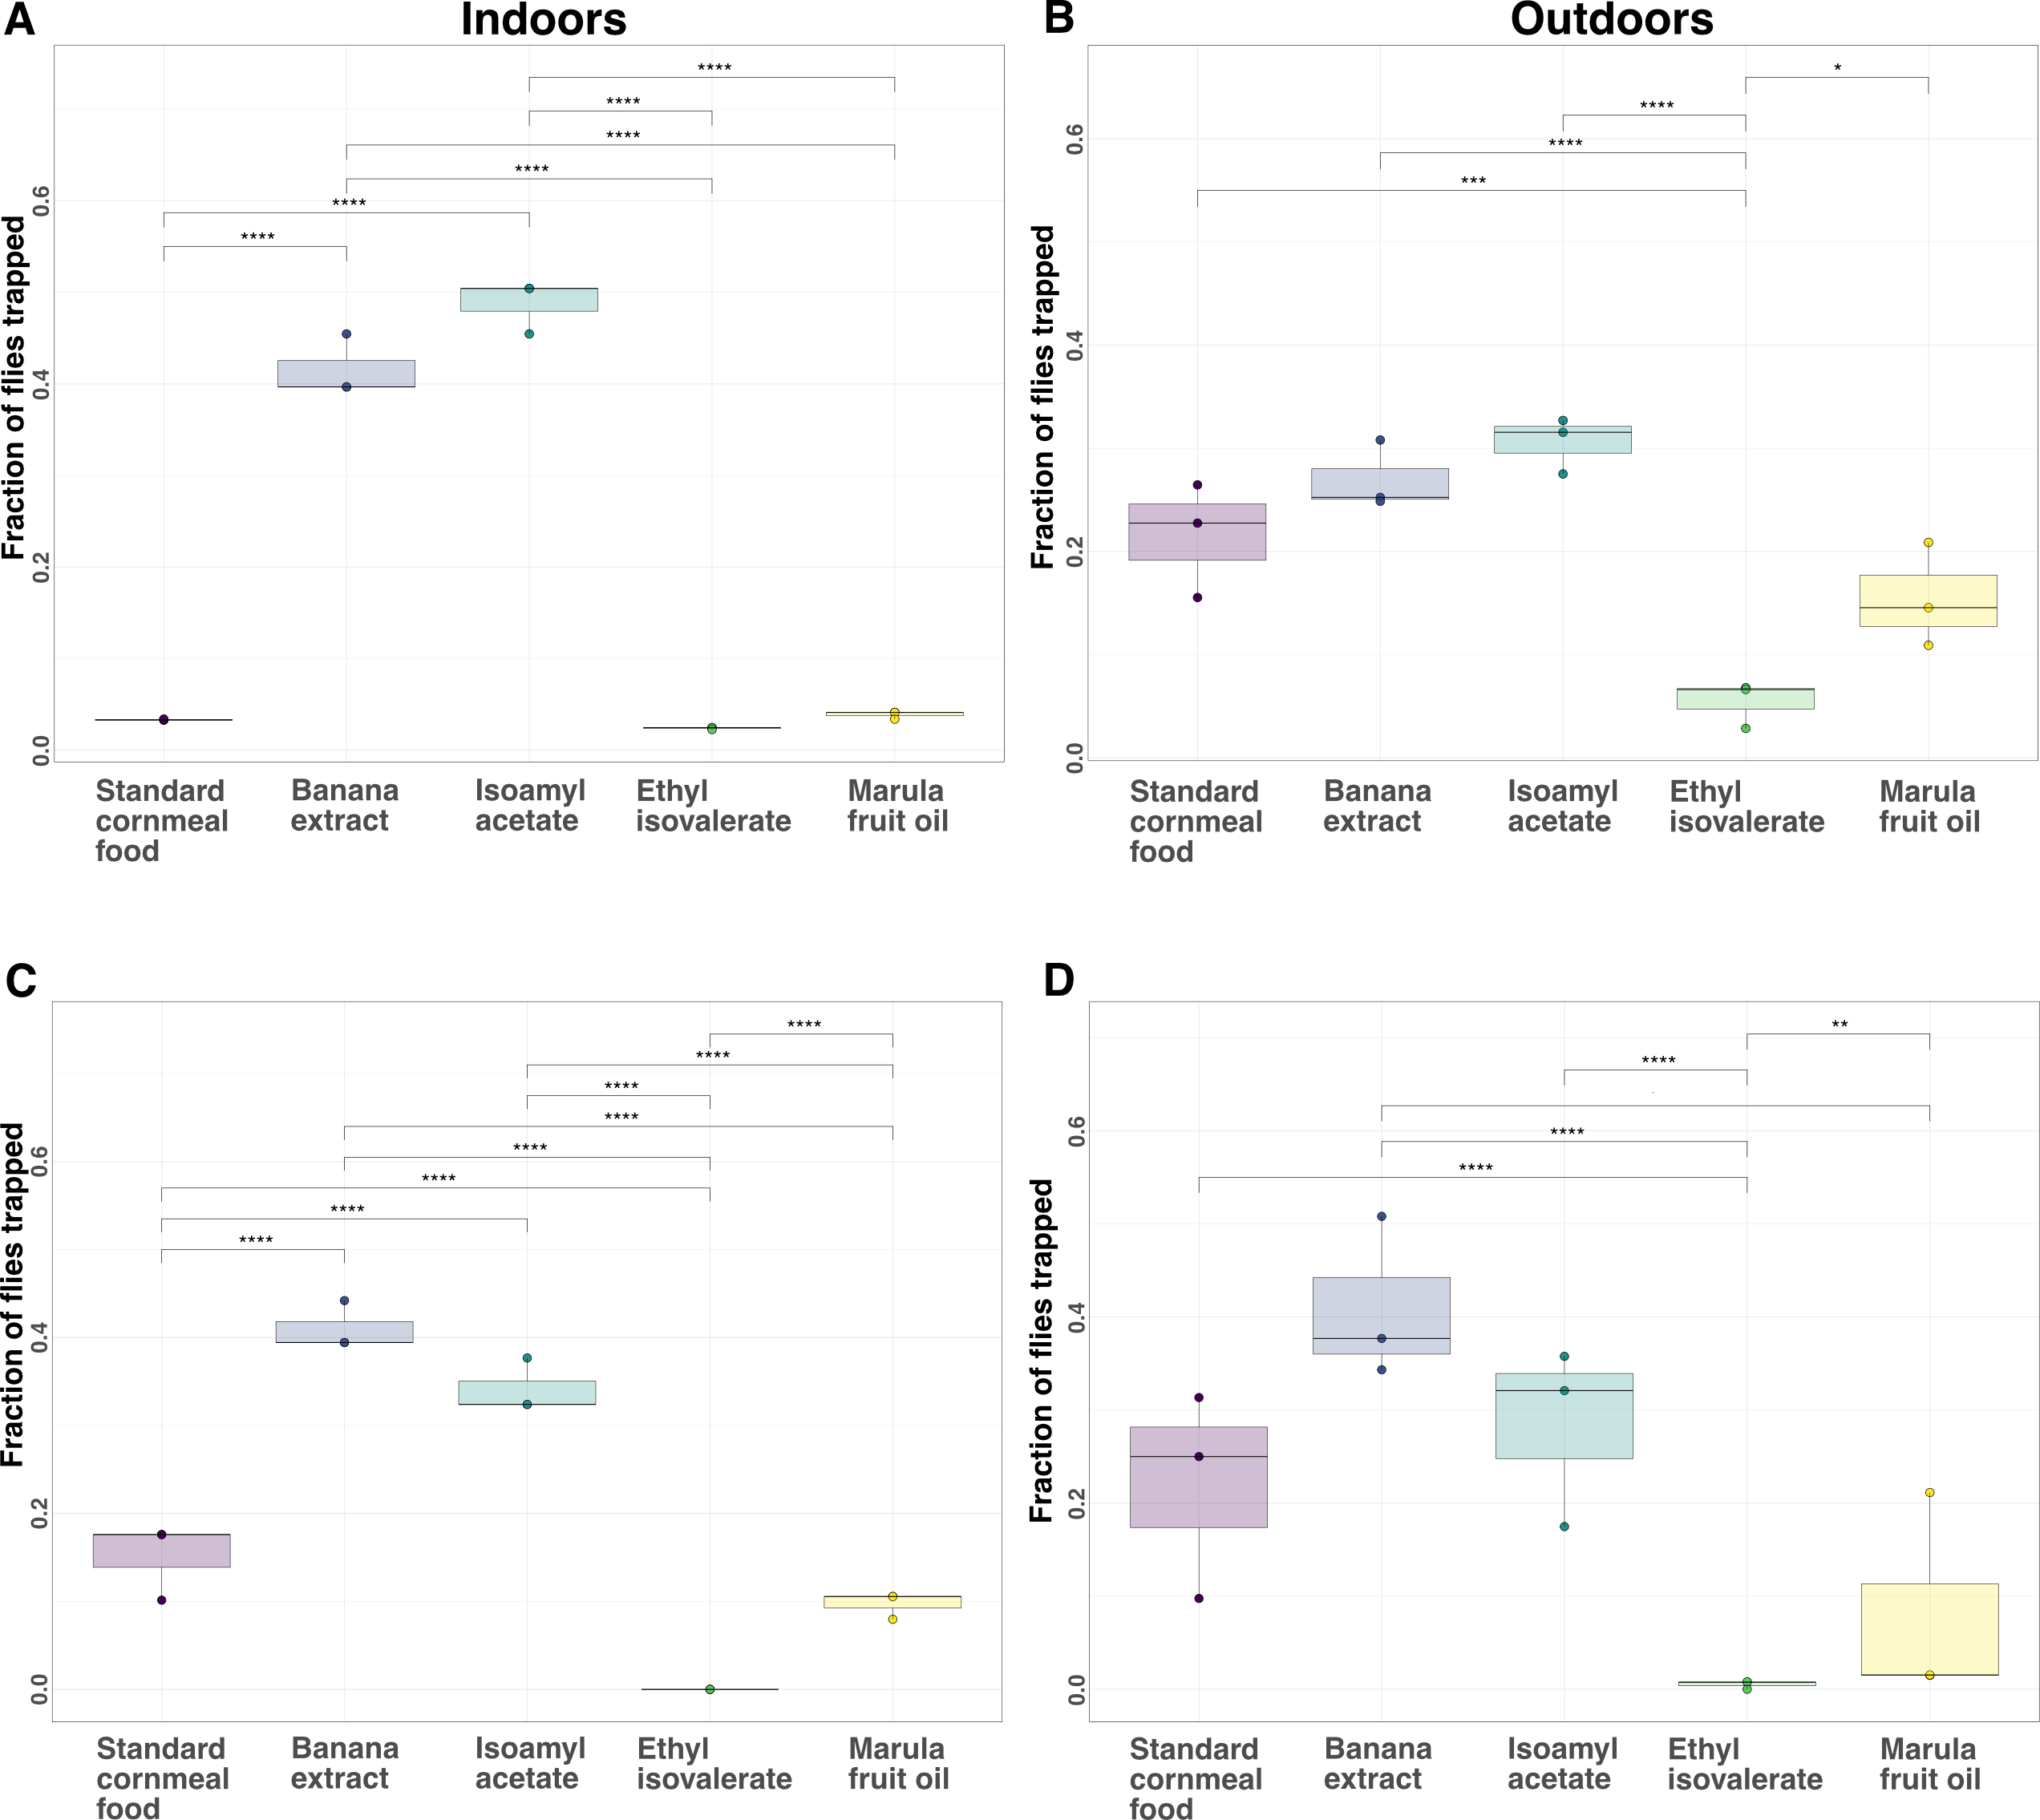 A
Indoors
****
****
****
****
****
****
Fraction of flies trapped
0.6
0.4
0.2
0.0
Standard
cornmeal
food
Banana
extract
Isoamyl
acetate
Ethyl
isovalerate
Marula
fruit oil
B
Outdoors
*
****
****
***
Fraction of flies trapped
0.6
0.4
0.2
0.0
Standard
cornmeal
food
Banana
extract
Isoamyl
acetate
Ethyl
isovalerate
Marula
fruit oil
C
****
****
****
****
****
****
****
****
Fraction of flies trapped
0.6
0.4
0.2
0.0
Standard
cornmeal
food
Banana
extract
Isoamyl
acetate
Ethyl
isovalerate
Marula
fruit oil
D
**
****
.
****
****
Fraction of flies trapped
0.6
0.4
0.2
0.0
Standard
cornmeal
food
Banana
extract
Isoamyl
acetate
Ethyl
isovalerate
Marula
fruit oil